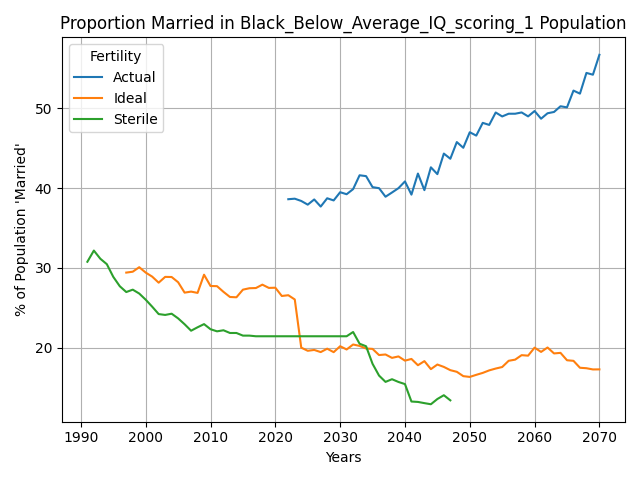 Proportion Married in Black_Below_Average_IQ_scoring_1 Population
Fertility
Actual
Ideal
Sterile
% of Population 'Married'
50
40
30
20
1990 2000 2010 2020 2030 2040 2050 2060 2070
Years